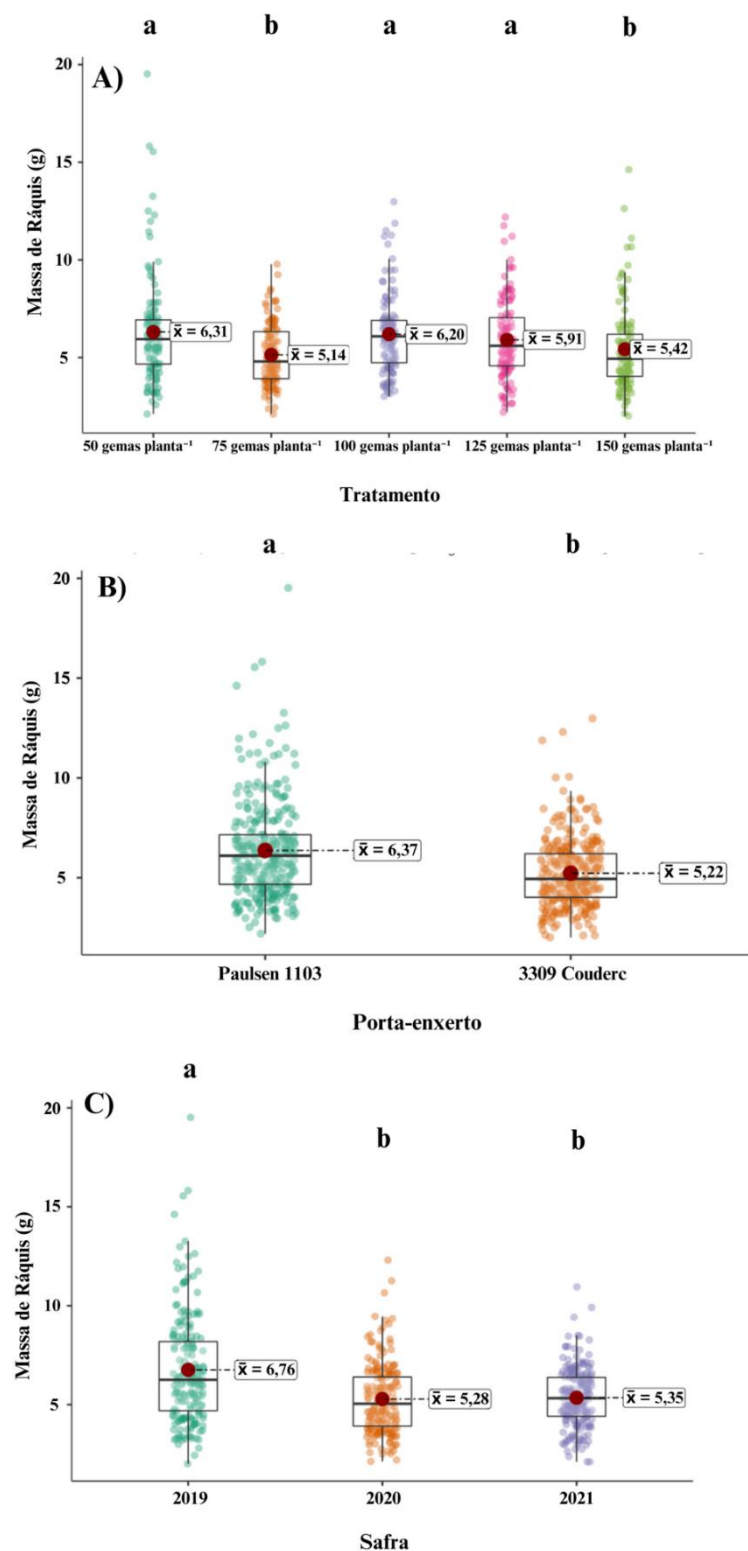 a b a a b
A)
20
15
10
5
Massa de Ráquis (g)
x̄ = 6,31
x̄ = 5,14
x̄ = 6,20
x̄ = 5,91
x̄ = 5,42
50 gemas planta⁻¹ 75 gemas planta⁻¹ 100 gemas planta⁻¹ 125 gemas planta⁻¹ 150 gemas planta⁻¹
Tratamento
a b
B)
20
15
10
5
Massa de Ráquis (g)
x̄ = 6,37
x̄ = 5,22
Paulsen 1103 3309 Couderc
Porta-enxerto
a
C)
b b
20
15
10
5
Massa de Ráquis (g)
x̄ = 6,76
x̄ = 5,28
x̄ = 5,35
2019 2020 2021
Safra